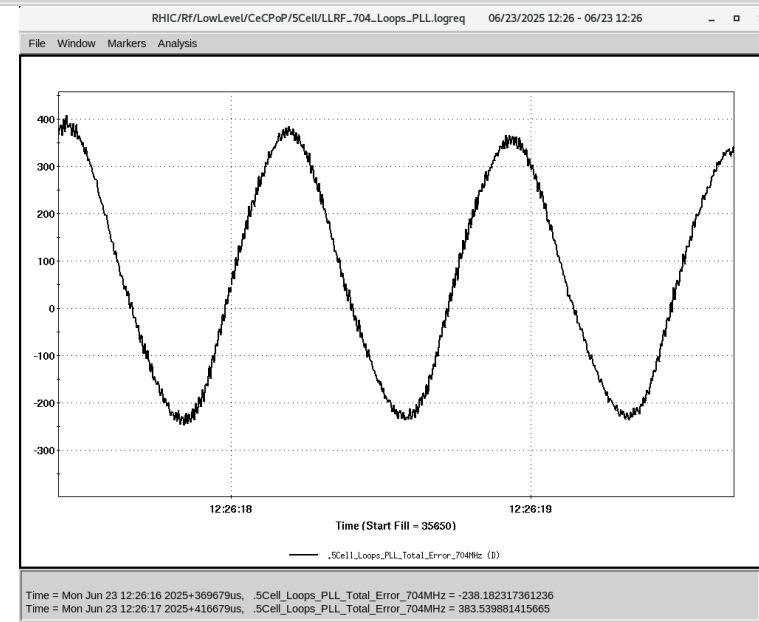 RHIC/Rf/LowLevel/CeCPoP/5Cell/LLRF_704_Loops_PLL.logreq 06/23/2025 12:26 - 06/23 12:26
File Window Markers Analysis
400
300
200
100
0
-100
-200
-300
12:26:18 12:26:19
Time (Start Fill = 35650)
.5Cell_Loops_PLL_Total_Error_704MHz (D)
Time = Mon Jun 23 12:26:16 2025+369679us, .5Cell_Loops_PLL_Total_Error_704MHz = -238.182317361236
Time = Mon Jun 23 12:26:17 2025+416679us, .5Cell_Loops_PLL_Total_Error_704MHz = 383.539881415665